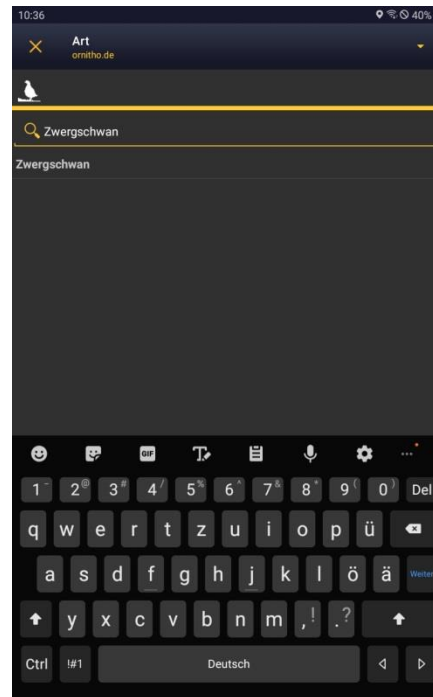 10:36 40%
Art
ornitho.de
Zwergschwan
Zwergschwan
GIF
1 - 2 @ 3 # 4 / 5 % 6 ^ 7 & 8 * 9 ( 0 ) Del
q w e r t z u i o p ü
a s d f g h j k l ö ä Weiter
y x c v b n m , ! . ?
Ctrl !#1 Deutsch